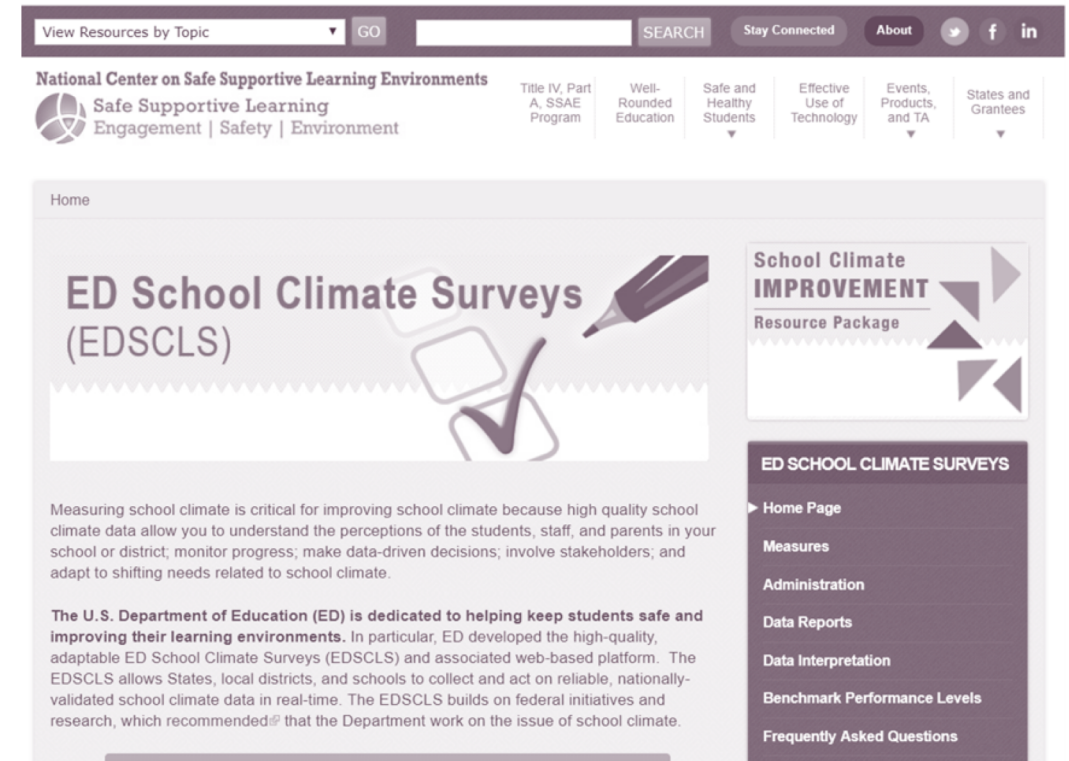 View Resources by Topic
GO
SEARCH
Stay Connected
About
National Center on Safe Supportive Learning Environments
Safe Supportive Learning
Engagement | Safety | Environment
Title IV, Part
A, SSAE
Program
Well-
Rounded
Education
Safe and
Healthy
Students
Effective
Use of
Technology
Events,
Products,
and TA
States and
Grantees
Home
ED School Climate Surveys
(EDSCLS)
School Climate
IMPROVEMENT
Resource Package
Measuring school climate is critical for improving school climate because high quality school
climate data allow you to understand the perceptions of the students, staff, and parents in your
school or district; monitor progress; make data-driven decisions; involve stakeholders; and
adapt to shifting needs related to school climate.
The U.S. Department of Education (ED) is dedicated to helping keep students safe and
improving their learning environments. In particular, ED developed the high-quality,
adaptable ED School Climate Surveys (EDSCLS) and associated web-based platform. The
EDSCLS allows States, local districts, and schools to collect and act on reliable, nationally-
validated school climate data in real-time. The EDSCLS builds on federal initiatives and
research, which recommended that the Department work on the issue of school climate.
ED SCHOOL CLIMATE SURVEYS
Home Page
Measures
Administration
Data Reports
Data Interpretation
Benchmark Performance Levels
Frequently Asked Questions